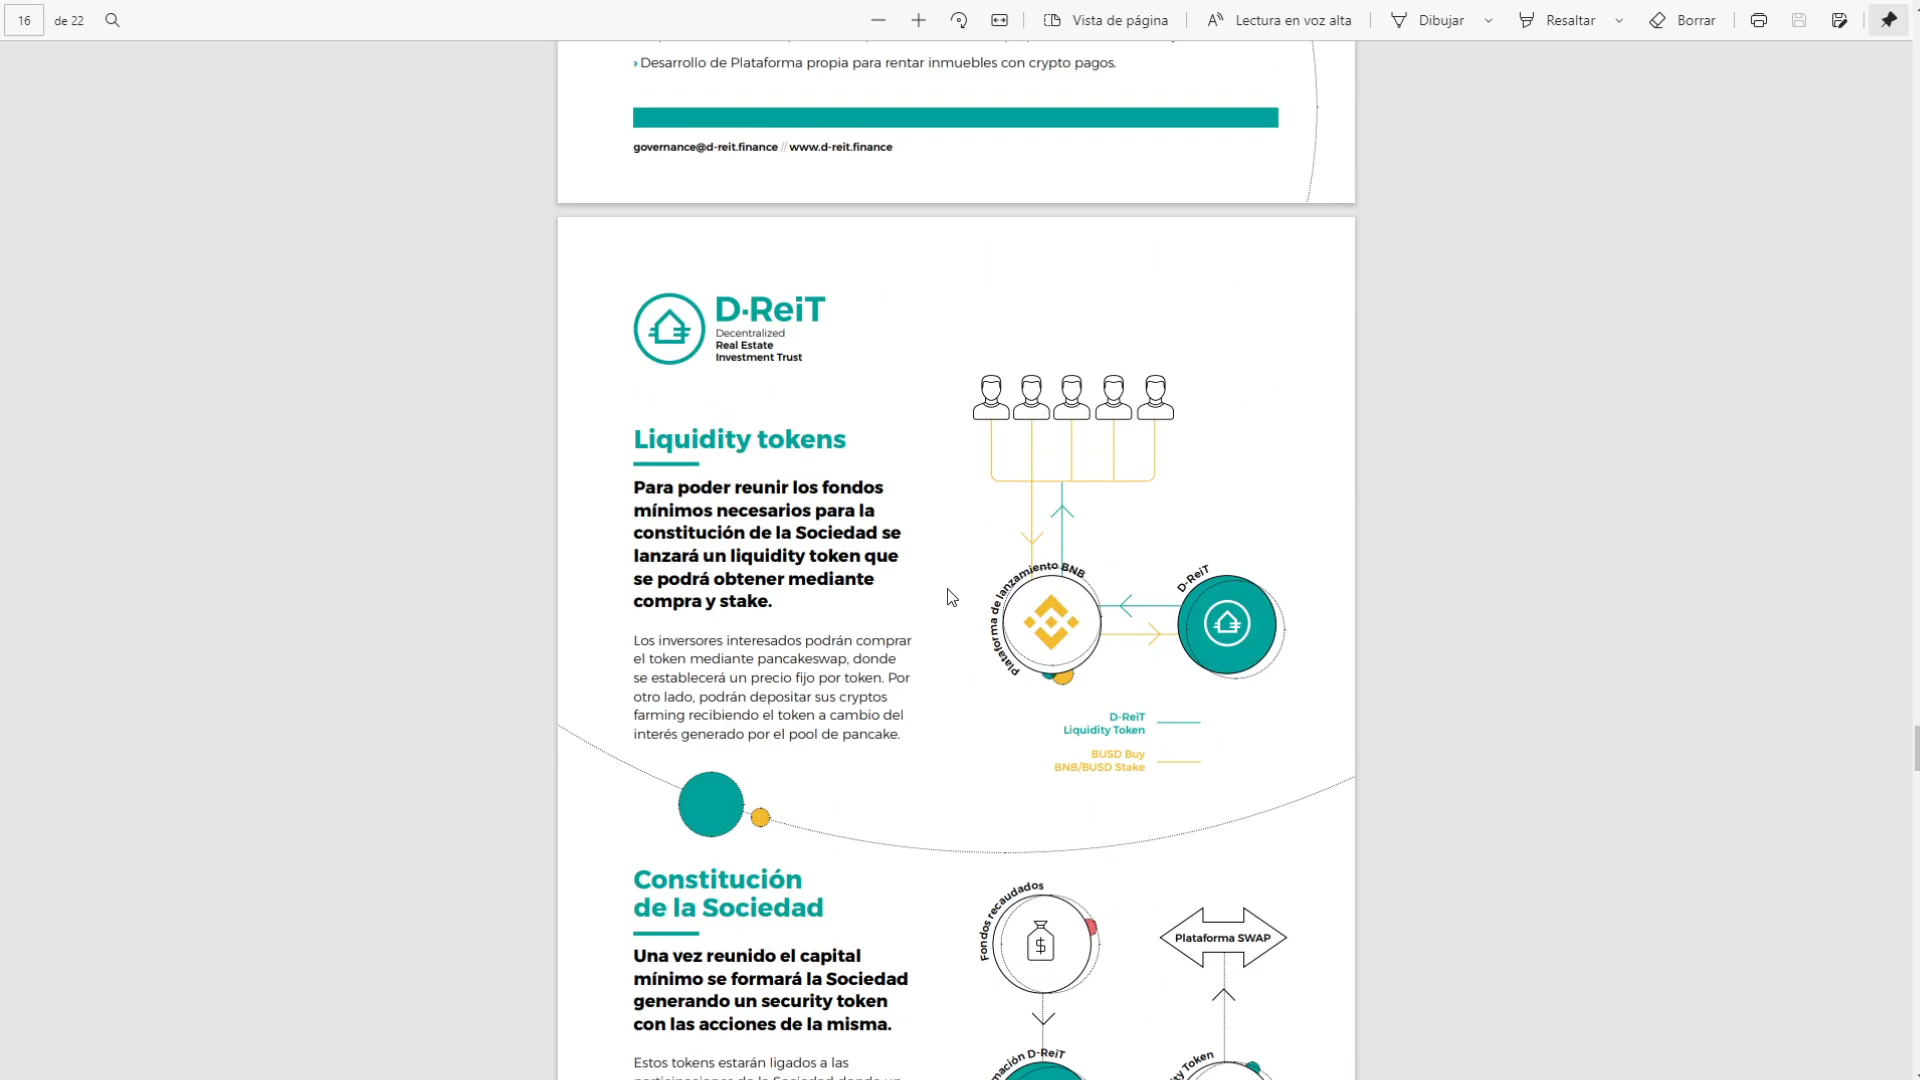 16 de 22
Vista de página
Lectura en voz alta
Dibujar
Resaltar
Borrar
› Desarrollo de Plataforma propia para rentar inmuebles con crypto pagos.
governance@d-reit.finance // www.d-reit.finance
D·ReiT
Decentralized
Real Estate
Investment Trust
Liquidity tokens
Para poder reunir los fondos
mínimos necesarios para la
constitución de la Sociedad se
lanzará un liquidity token que
se podrá obtener mediante
compra y stake.
Los inversores interesados podrán comprar
el token mediante pancakeswap, donde
se establecerá un precio fijo por token. Por
otro lado, podrán depositar sus cryptos
farming recibiendo el token a cambio del
interés generado por el pool de pancake.
Plataforma de lanzamiento BNB
D-ReiT
D-ReiT
Liquidity Token
BUSD Buy
BNB/BUSD Stake
Constitución
de la Sociedad
Una vez reunido el capital
mínimo se formará la Sociedad
generando un security token
con las acciones de la misma.
Estos tokens estarán ligados a las
Fondos recaudados
Plataforma SWAP
D-ReiT
Token